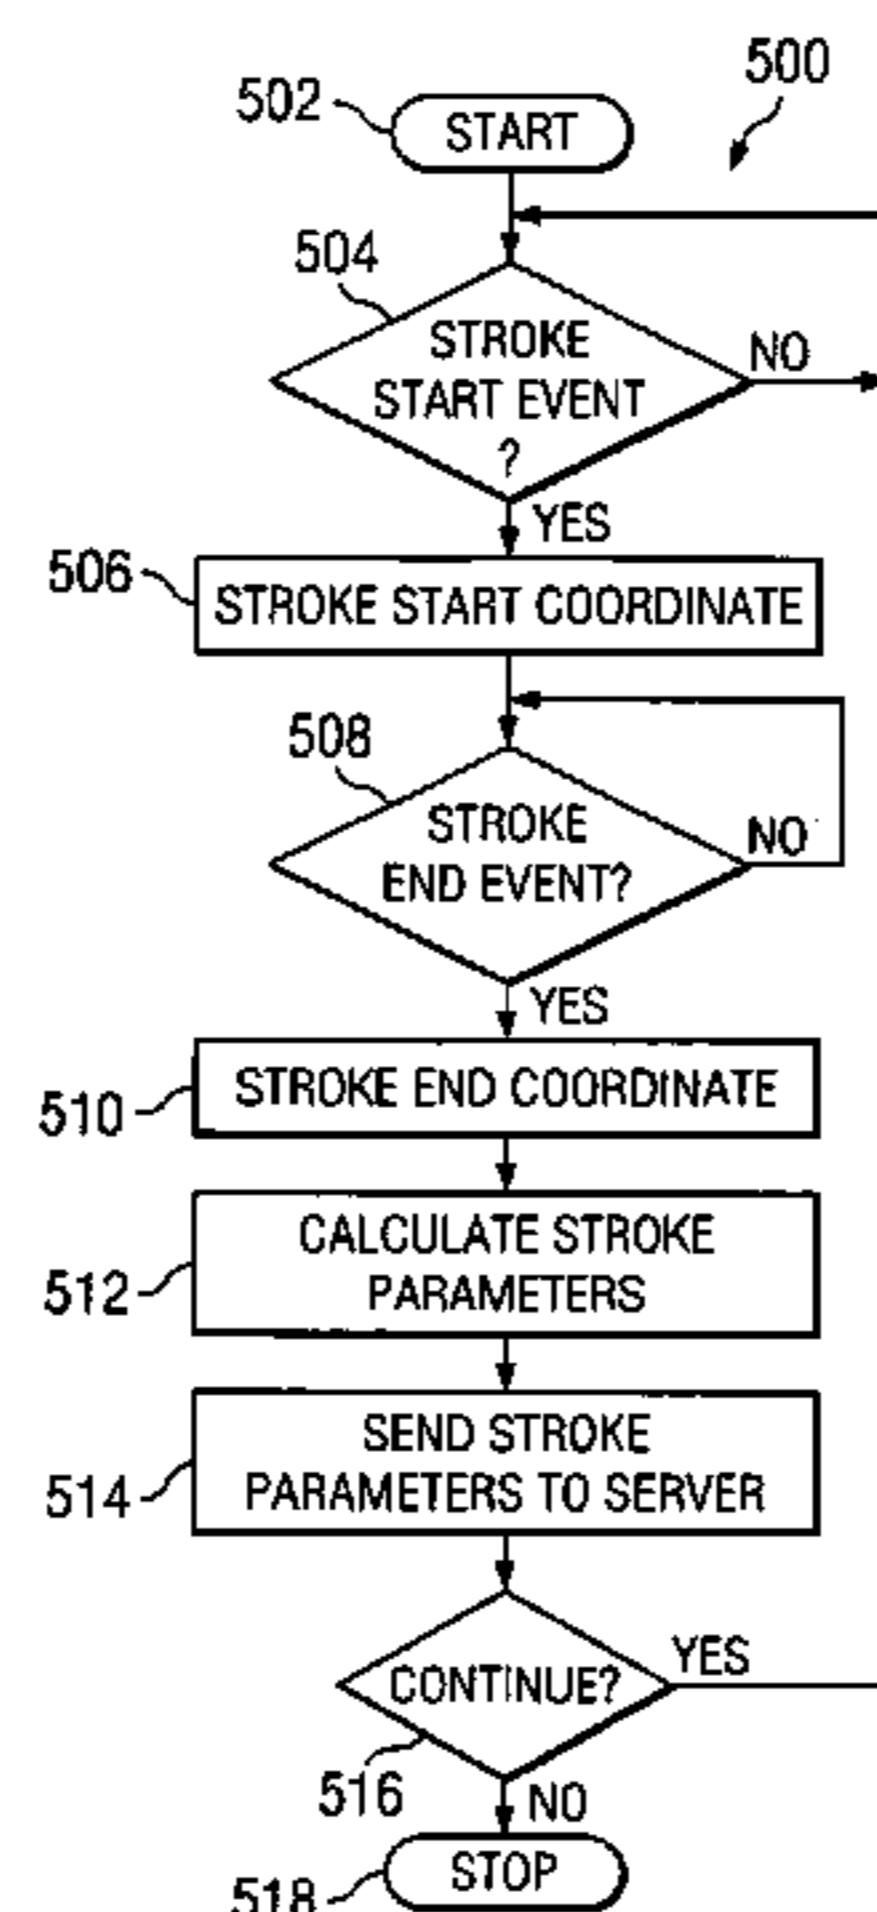 500
502
START
504
STROKE
START EVENT
?
NO
YES
506
STROKE START COORDINATE
508
STROKE
END EVENT?
NO
YES
510
STROKE END COORDINATE
512
CALCULATE STROKE
PARAMETERS
514
SEND STROKE
PARAMETERS TO SERVER
CONTINUE?
YES
516
NO
STOP
518